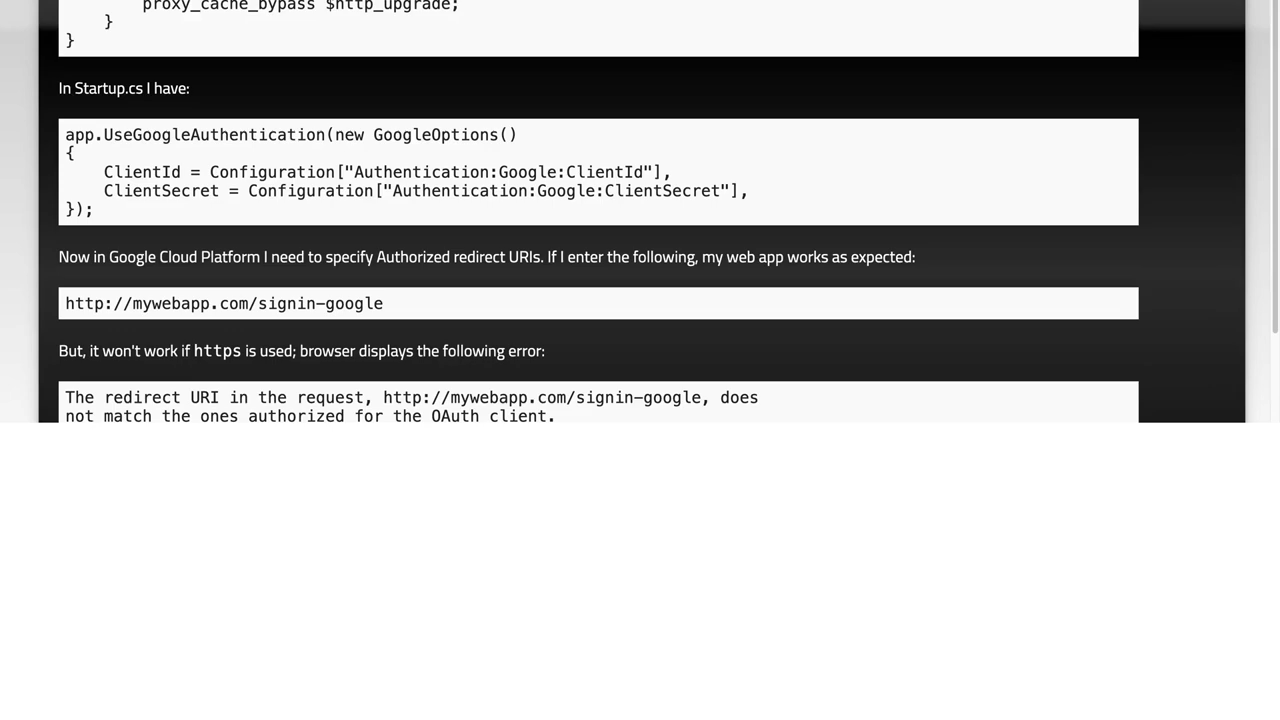 proxy_cache_bypass $http_upgrade;
}
}
In Startup.cs I have:
app.UseGoogleAuthentication(new GoogleOptions()
{
ClientId = Configuration["Authentication:Google:ClientId"],
ClientSecret = Configuration["Authentication:Google:ClientSecret"],
});
Now in Google Cloud Platform I need to specify Authorized redirect URIs. If I enter the following, my web app works as expected:
http://mywebapp.com/signin-google
But, it won't work if https is used; browser displays the following error:
The redirect URI in the request, http://mywebapp.com/signin-google, does
not match the ones authorized for the OAuth client.